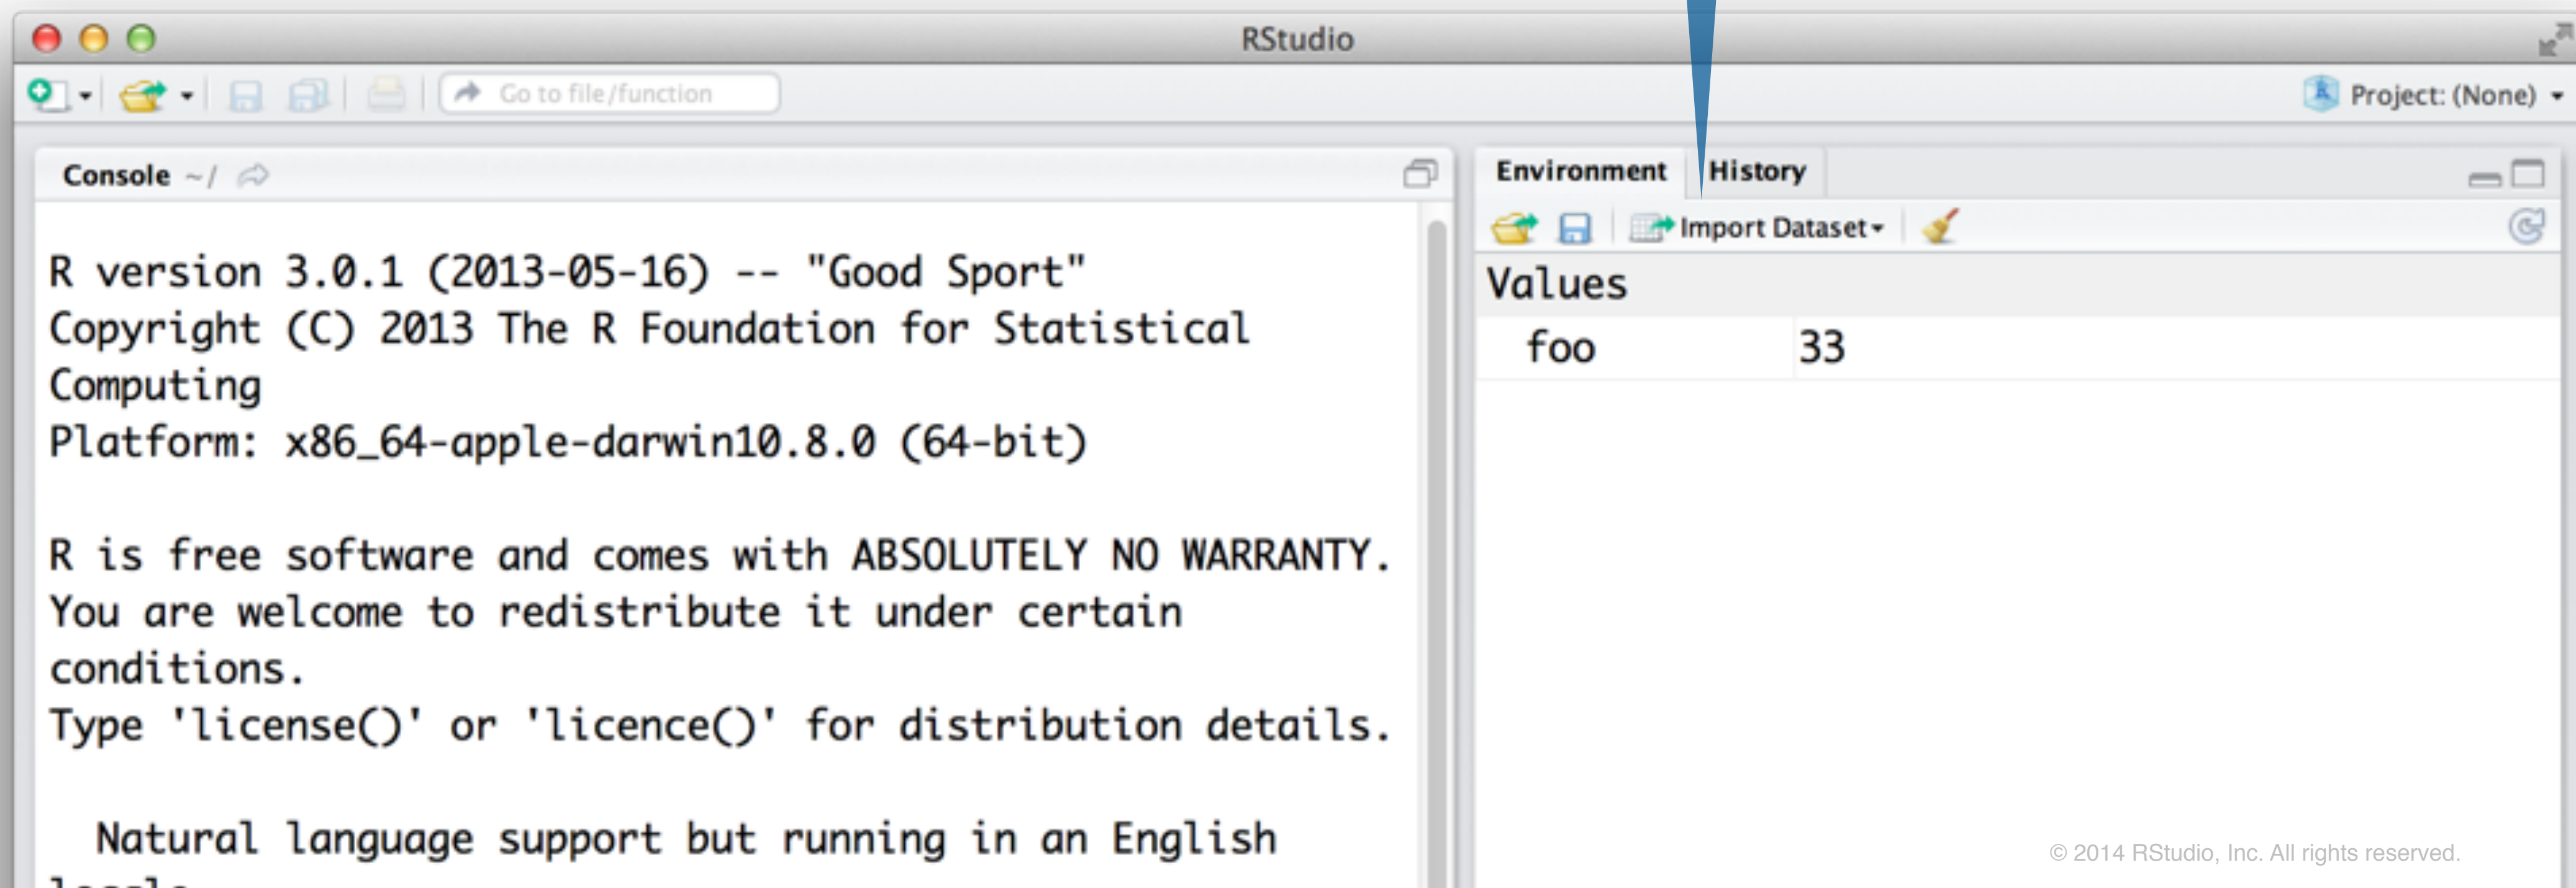 RStudio
Go to file/function
Project: (None)
Console ~/
R version 3.0.1 (2013-05-16) -- "Good Sport"
Copyright (C) 2013 The R Foundation for Statistical
Computing
Platform: x86_64-apple-darwin10.8.0 (64-bit)
R is free software and comes with ABSOLUTELY NO WARRANTY.
You are welcome to redistribute it under certain
conditions.
Type 'license()' or 'licence()' for distribution details.
Natural language support but running in an English
Environment History
Import Dataset
Values
foo 33
© 2014 RStudio, Inc. All rights reserved.